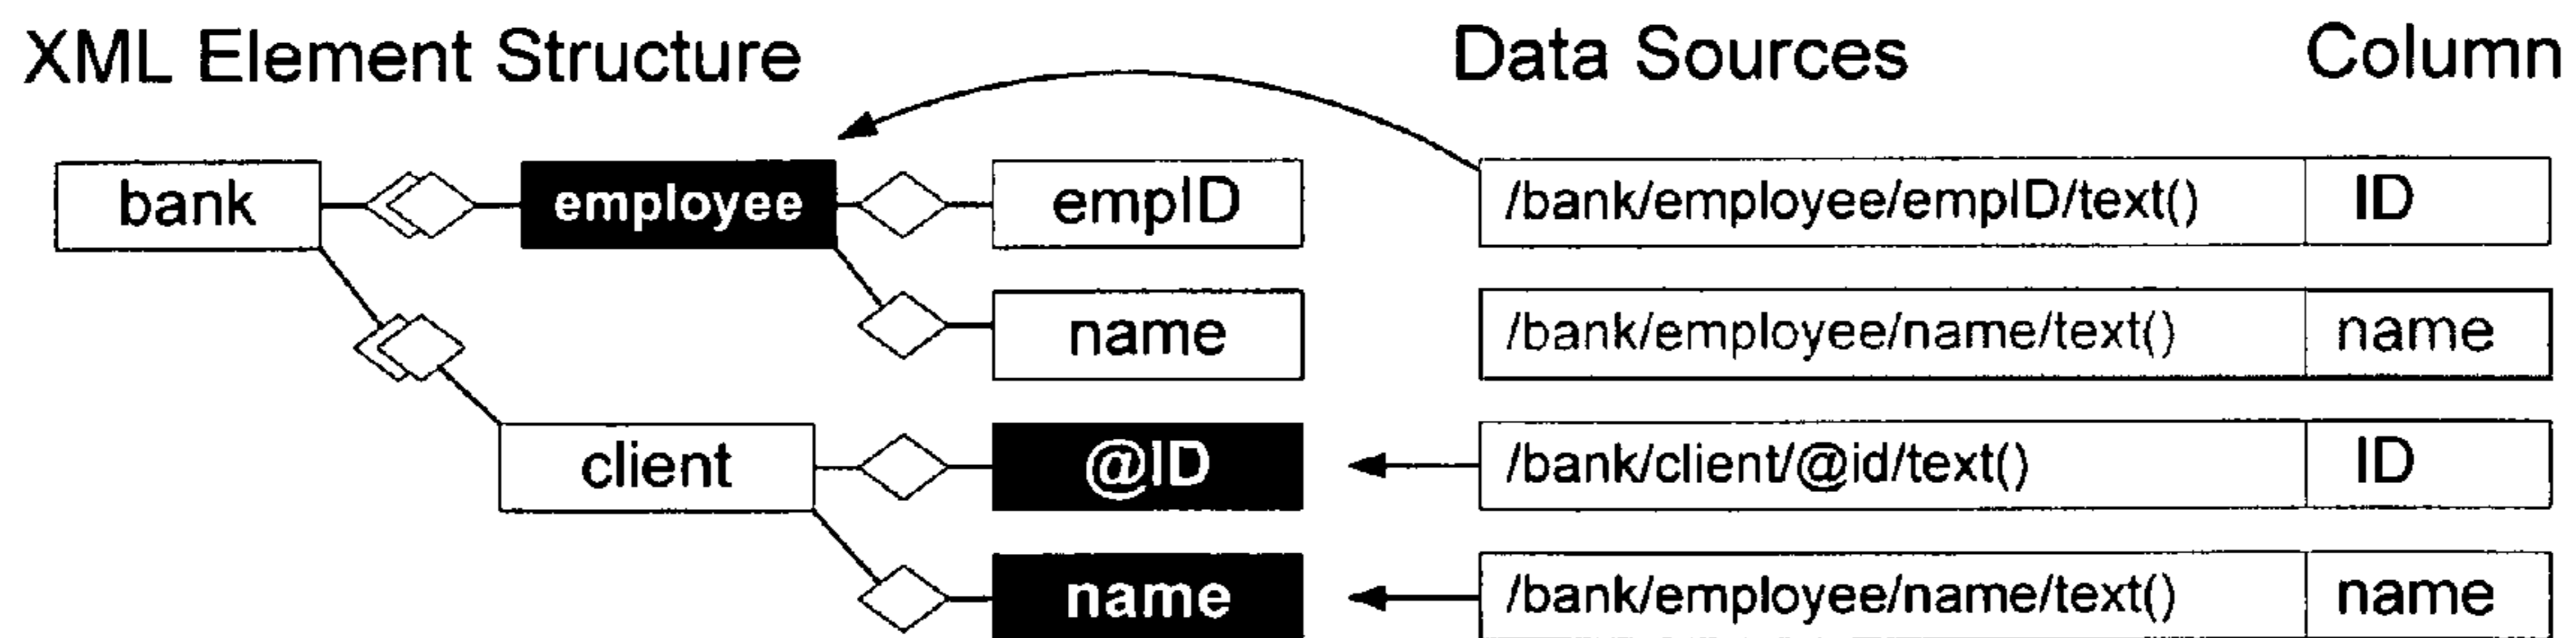 XML Element Structure Data Sources Column
bank employee empID /bank/employee/empID/text() ID
name /bank/employee/name/text() name
client @ID /bank/client/@id/text() ID
name /bank/employee/name/text() name